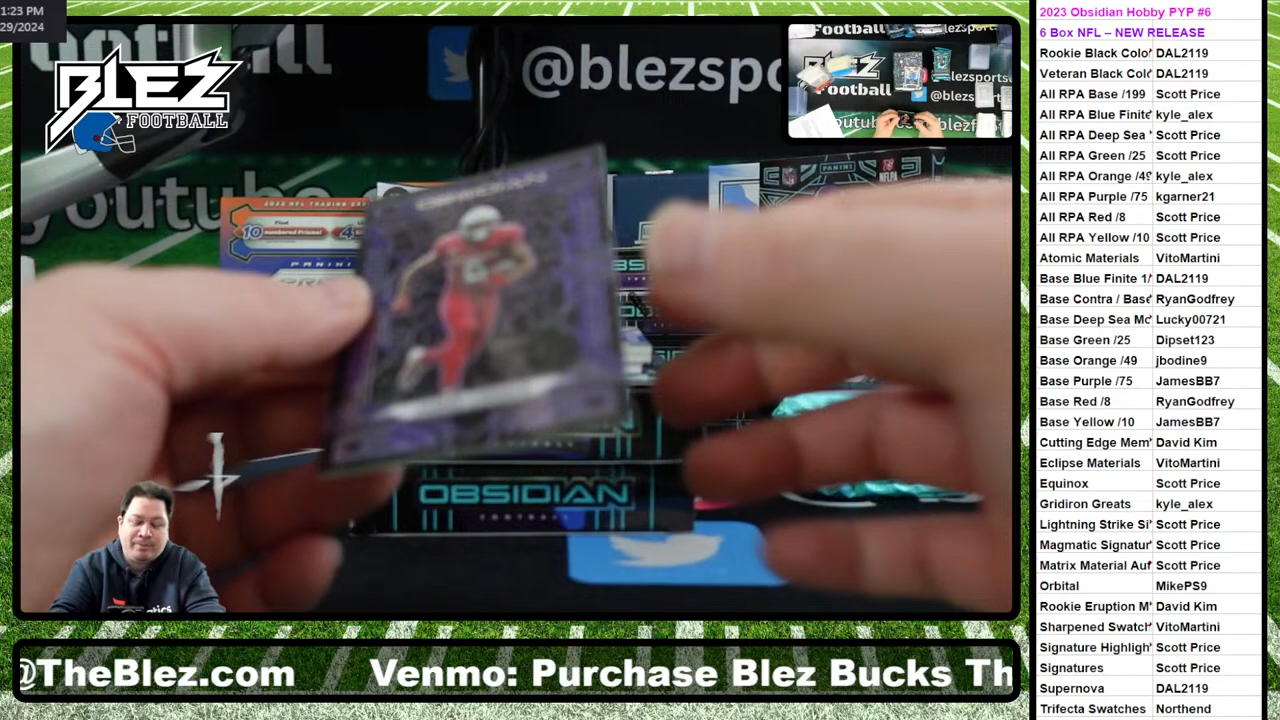 1:23 PM
29/2024
BLEZ
FOOTBALL
@blezspo
youtube
Football
@blezs
OBSIDIAN
FOOTBALL
PANINI
10
@TheBlez.com Venmo: Purchase Blez Bucks Th
2023 Obsidian Hobby PYP #6
6 Box NFL – NEW RELEASE
Rookie Black Colo DAL2119
Veteran Black Col DAL2119
All RPA Base /199 Scott Price
All RPA Blue Finite kyle_alex
All RPA Deep Sea Scott Price
All RPA Green /25 Scott Price
All RPA Orange /49 kyle_alex
All RPA Purple /75 kgarner21
All RPA Red /8 Scott Price
All RPA Yellow /10 Scott Price
Atomic Materials VitoMartini
Base Blue Finite 1/ DAL2119
Base Contra / Base RyanGodfrey
Base Deep Sea Mo Lucky00721
Base Green /25 Dipset123
Base Orange /49 jbodine9
Base Purple /75 JamesBB7
Base Red /8 RyanGodfrey
Base Yellow /10 JamesBB7
Cutting Edge Mem David Kim
Eclipse Materials VitoMartini
Equinox Scott Price
Gridiron Greats kyle_alex
Lightning Strike Si Scott Price
Magmatic Signatur Scott Price
Matrix Material Aut Scott Price
Orbital MikePS9
Rookie Eruption M David Kim
Sharpened Swatch VitoMartini
Signature Highligh Scott Price
Signatures Scott Price
Supernova DAL2119
Trifecta Swatches Northend